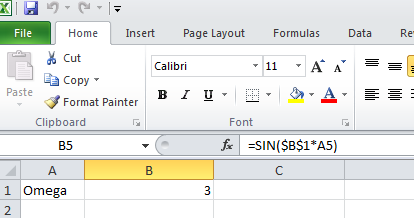 File Home Insert Page Layout Formulas Data
Cut
Copy
Format Painter
Paste
Clipboard
Calibri 11 A A
B I U A
Font
B5 fx =SIN($B$1*A5)
A B C
1 Omega 3
2